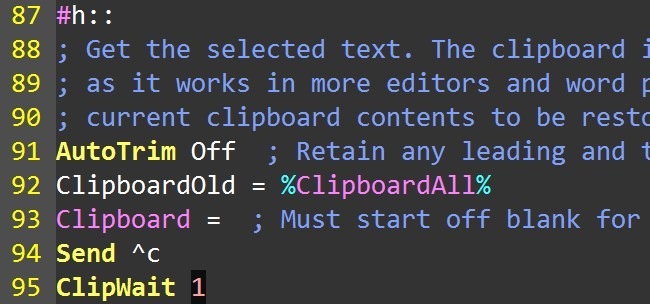 87 #h::
88 ; Get the selected text. The clipboard
89 ; as it works in more editors and word
90 ; current clipboard contents to be
91 AutoTrim Off  ; Retain any leading and
92 ClipboardOld = %ClipboardAll%
93 Clipboard =  ; Must start off blank for
94 Send ^c
95 ClipWait 1